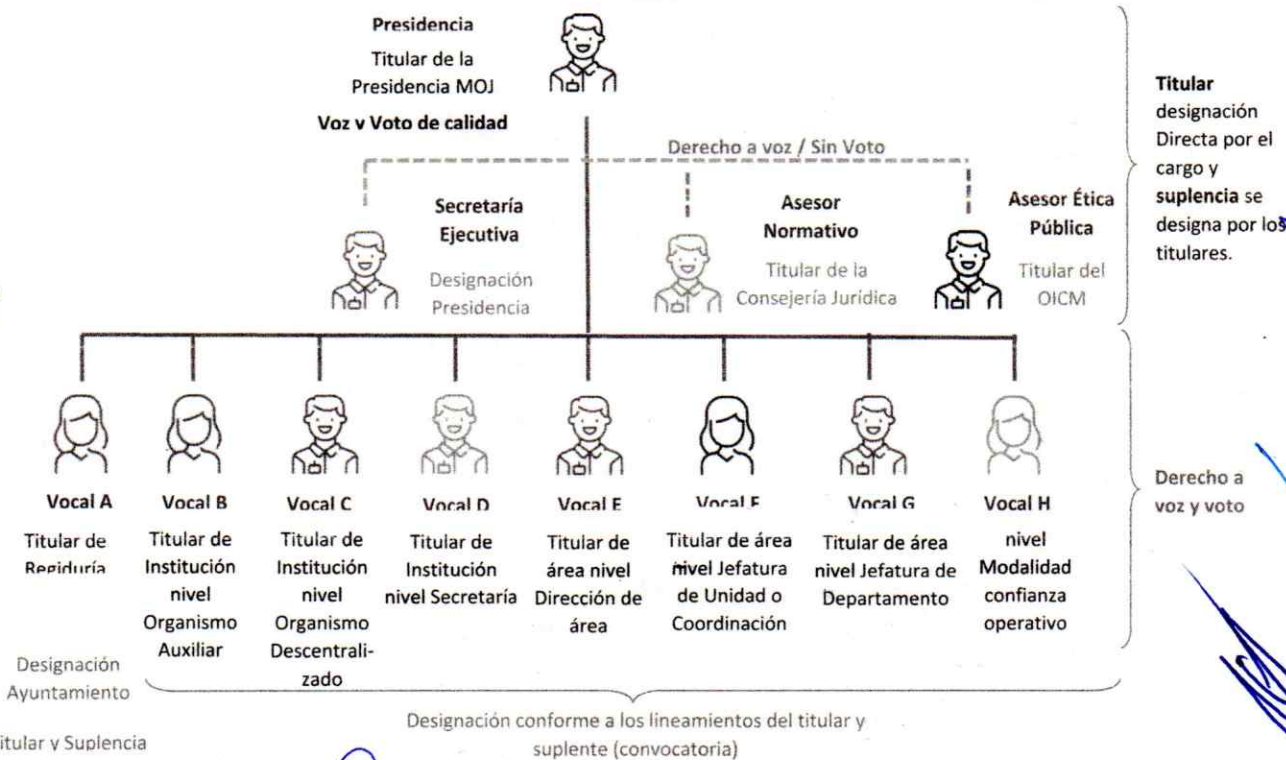 Presidencia
Titular de la
Presidencia MOJ
Voz v Voto de calidad
Derecho a voz / Sin Voto
Titular
designación
Directa por el
cargo y
suplencia se
designa por los
titulares.
Secretaría
Ejecutiva
Designación
Presidencia
Asesor
Normativo
Titular de la
Consejería Jurídica
Asesor Ética
Pública
Titular del
OICM
Vocal A
Titular de
Regiduría
Vocal B
Titular de
Institución
nivel
Organismo
Auxiliar
Vocal C
Titular de
Institución
nivel
Organismo
Descentrali-
zado
Vocal D
Titular de
Institución
nivel Secretaría
Vocal E
Titular de
área nivel
Dirección de
área
Vocal F
Titular de área
nivel Jefatura
de Unidad o
Coordinación
Vocal G
Titular de área
nivel Jefatura de
Departamento
Vocal H
nivel
Modalidad
confianza
operativo
Derecho a
voz y voto
Designación
Ayuntamiento
itular y Suplencia
Designación conforme a los lineamientos del titular y
suplente (convocatoria)